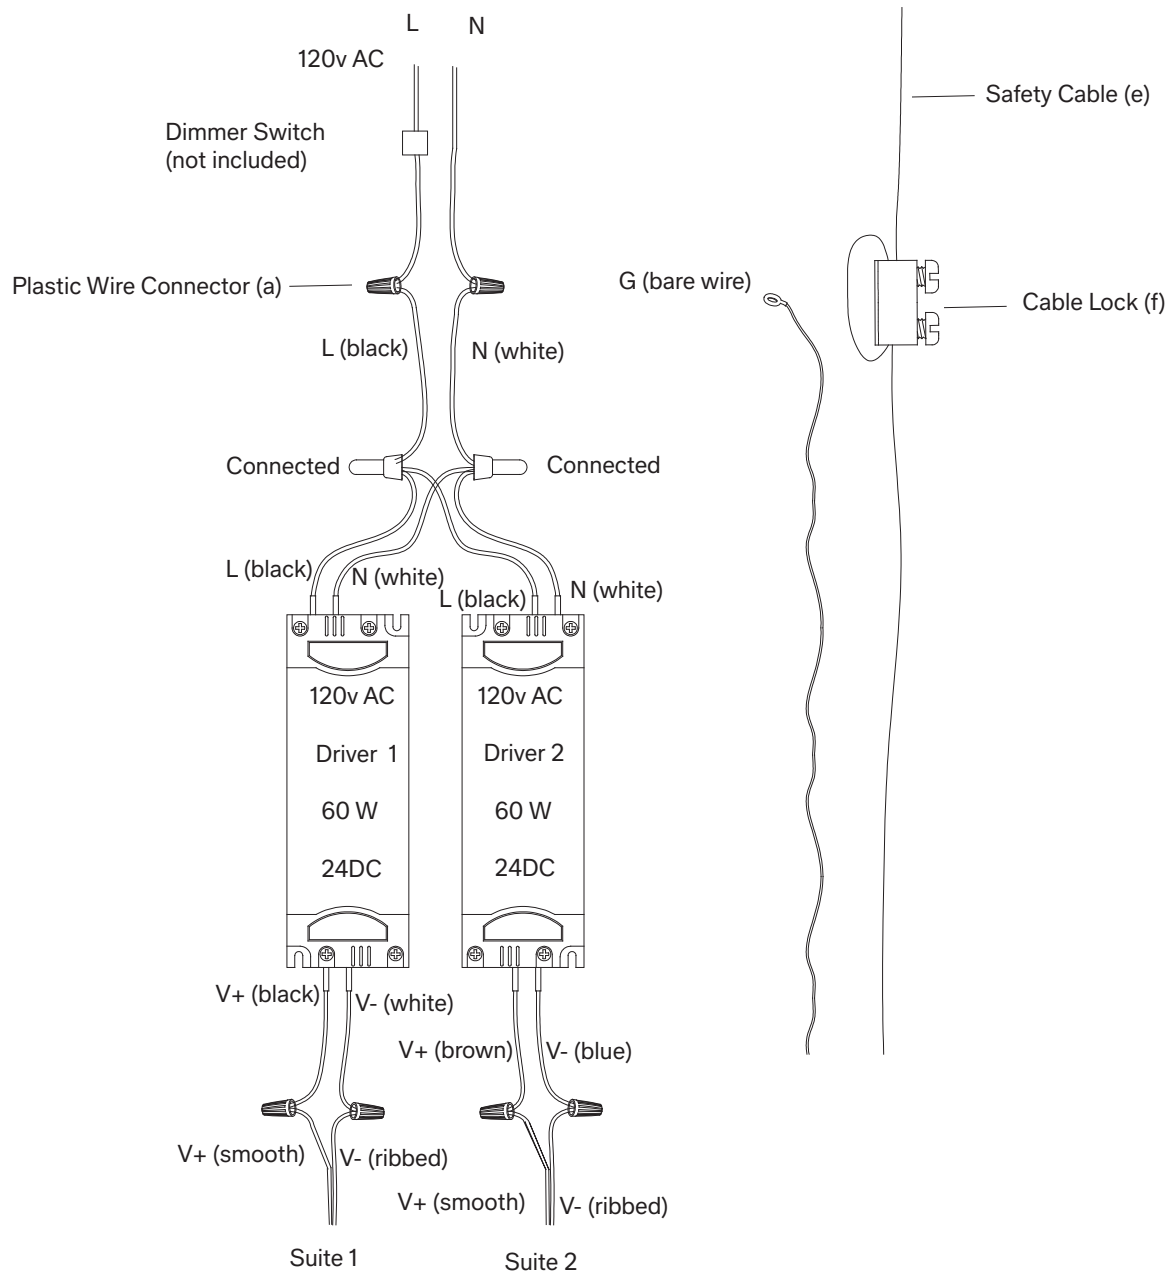 L
N
120v AC
Safety Cable (e)
Dimmer Switch
(not included)
G (bare wire)
Plastic Wire Connector (a)
Cable Lock (f)
L (black)
N (white)
Connected
Connected
L (black)
N (white)
L (black)
N (white)
120v AC
Driver 1
60 W
24DC
120v AC
Driver 2
60 W
24DC
V+ (black)
V- (white)
V+ (brown)
V- (blue)
V+ (smooth)
V- (ribbed)
V+ (smooth)
V- (ribbed)
Suite 1
Suite 2